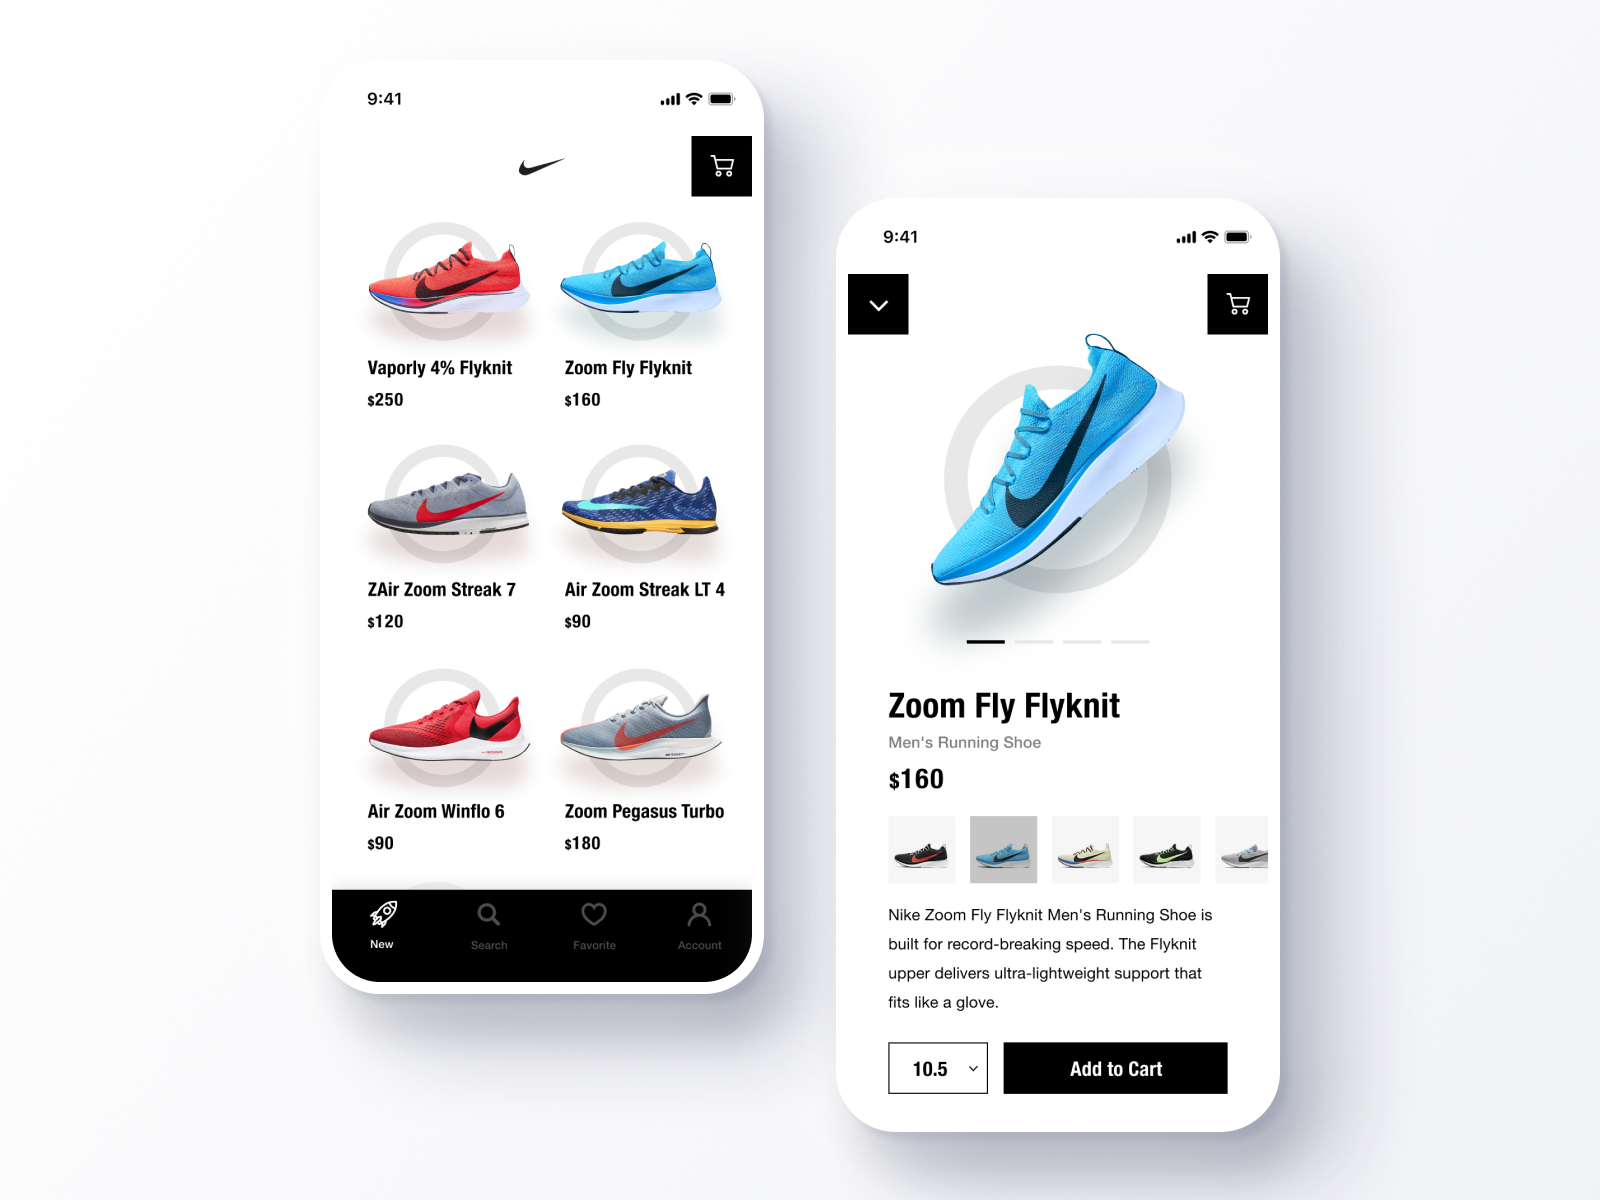 9:41
Vaporly 4% Flyknit
$250
Zoom Fly Flyknit
$160
ZAir Zoom Streak 7
$120
Air Zoom Streak LT 4
$90
Air Zoom Winflo 6
$90
Zoom Pegasus Turbo
$180
New
Search
Favorite
Account
9:41
Zoom Fly Flyknit
Men's Running Shoe
$160
Nike Zoom Fly Flyknit Men's Running Shoe is
built for record-breaking speed. The Flyknit
upper delivers ultra-lightweight support that
fits like a glove.
10.5
Add to Cart